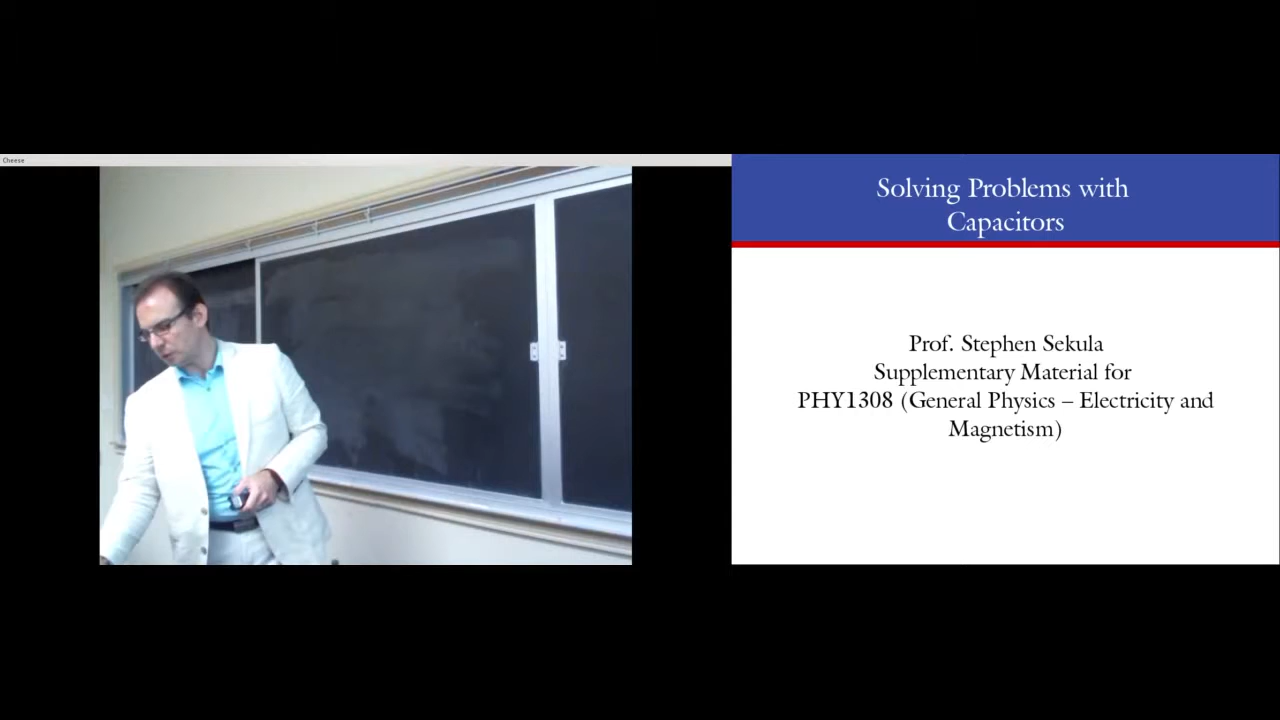 Cheese
Solving Problems with
Capacitors
Prof. Stephen Sekula
Supplementary Material for
PHY1308 (General Physics – Electricity and
Magnetism)